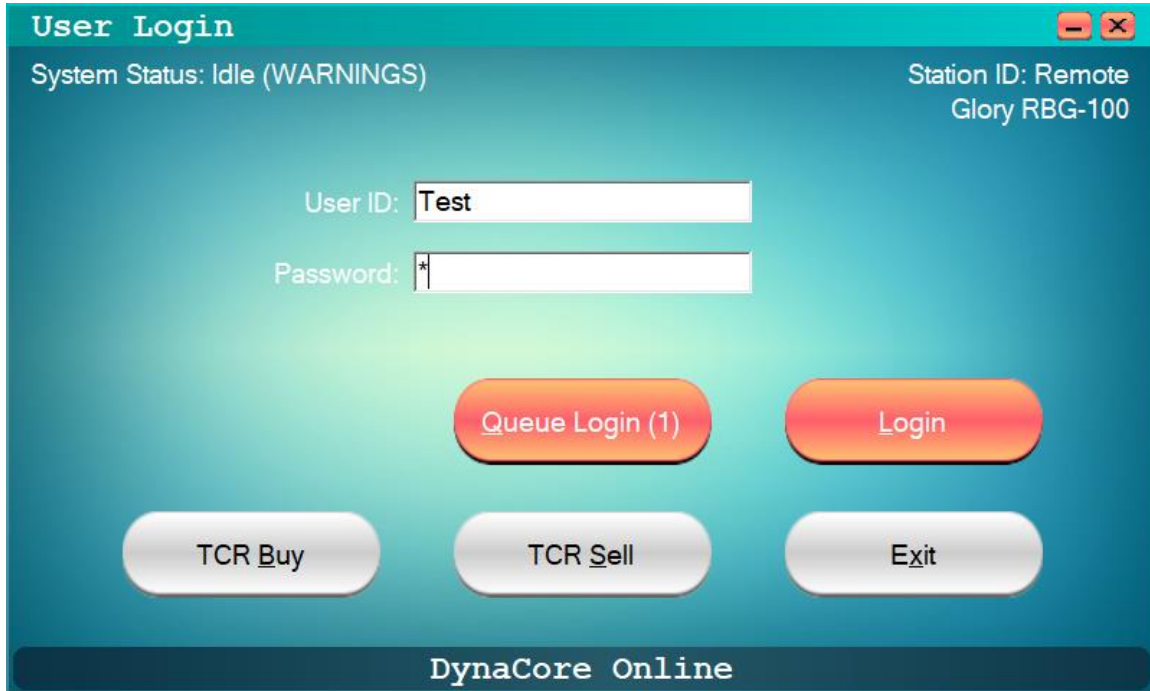 User Login
System Status: Idle (WARNINGS)
Station ID: Remote
Glory RBG-100
User ID: Test
Password: *
Queue Login (1)
Login
TCR Buy
TCR Sell
Exit
DynaCore Online